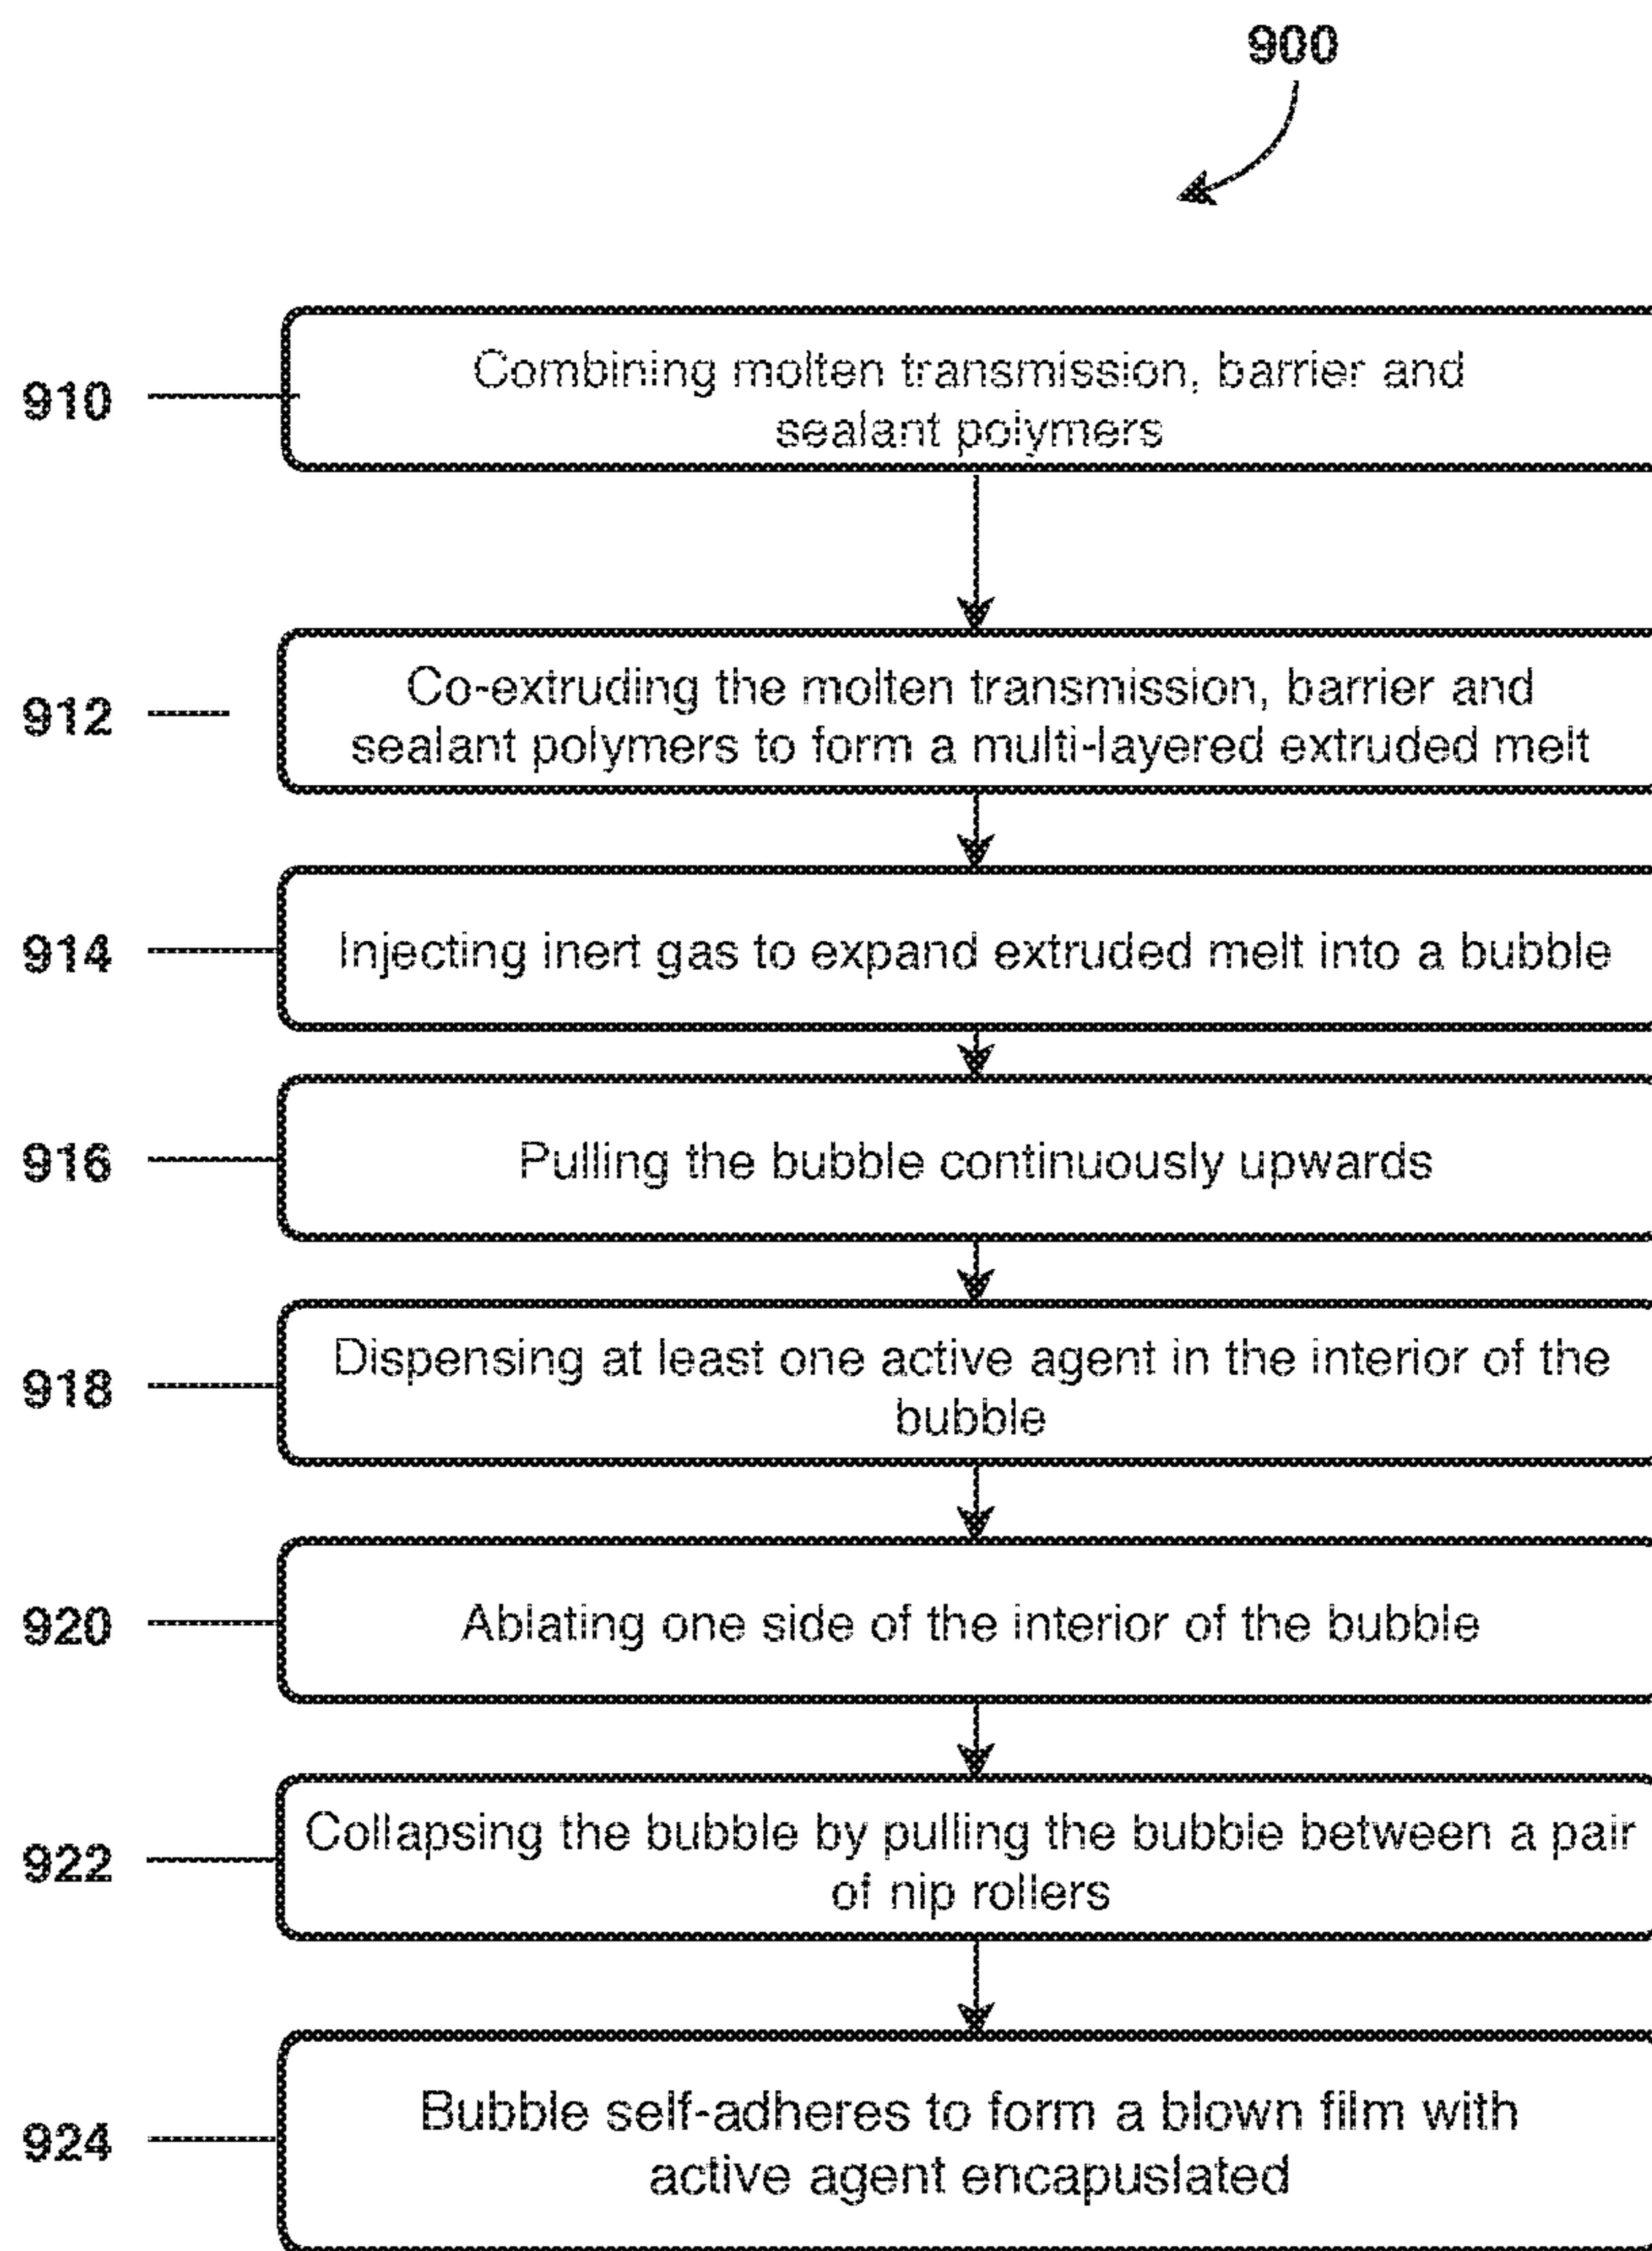 900
910
Combining molten transmission, barrier and
sealant polymers
912
Co-extruding the molten transmission, barrier and
sealant polymers to form a multi-layered extruded melt
914
Injecting inert gas to expand extruded melt into a bubble
916
Pulling the bubble continuously upwards
918
Dispensing at least one active agent in the interior of the
bubble
920
Ablating one side of the interior of the bubble
922
Collapsing the bubble by pulling the bubble between a pair
of nip rollers
924
Bubble self-adheres to form a blown film with
active agent encapuslated